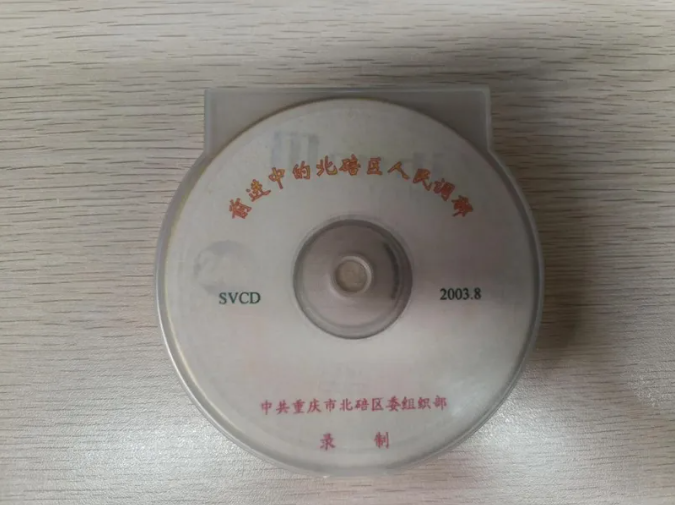 前进中的北碚区人民调解
SVCD
2003.8
中共重庆市北碚区委组织部
录 制